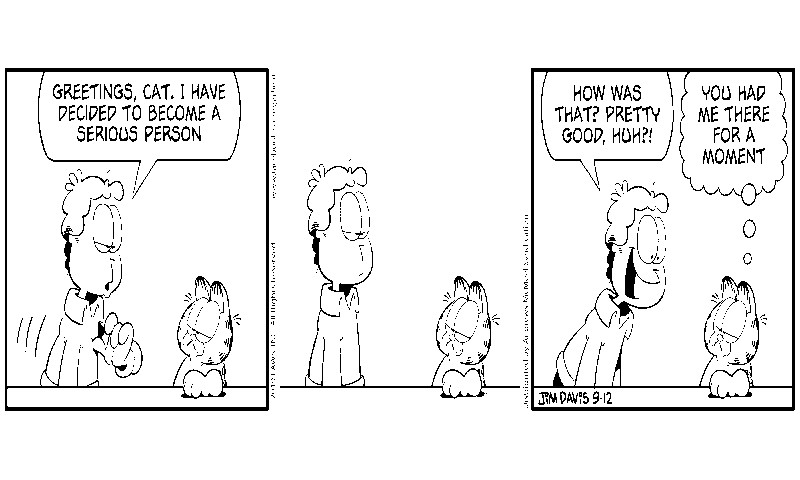 GREETINGS, CAT. I HAVE
DECIDED TO BECOME A
SERIOUS PERSON
HOW WAS
THAT? PRETTY
GOOD, HUH?!
YOU HAD
ME THERE
FOR A
MOMENT
JIM DAVIS 9-12